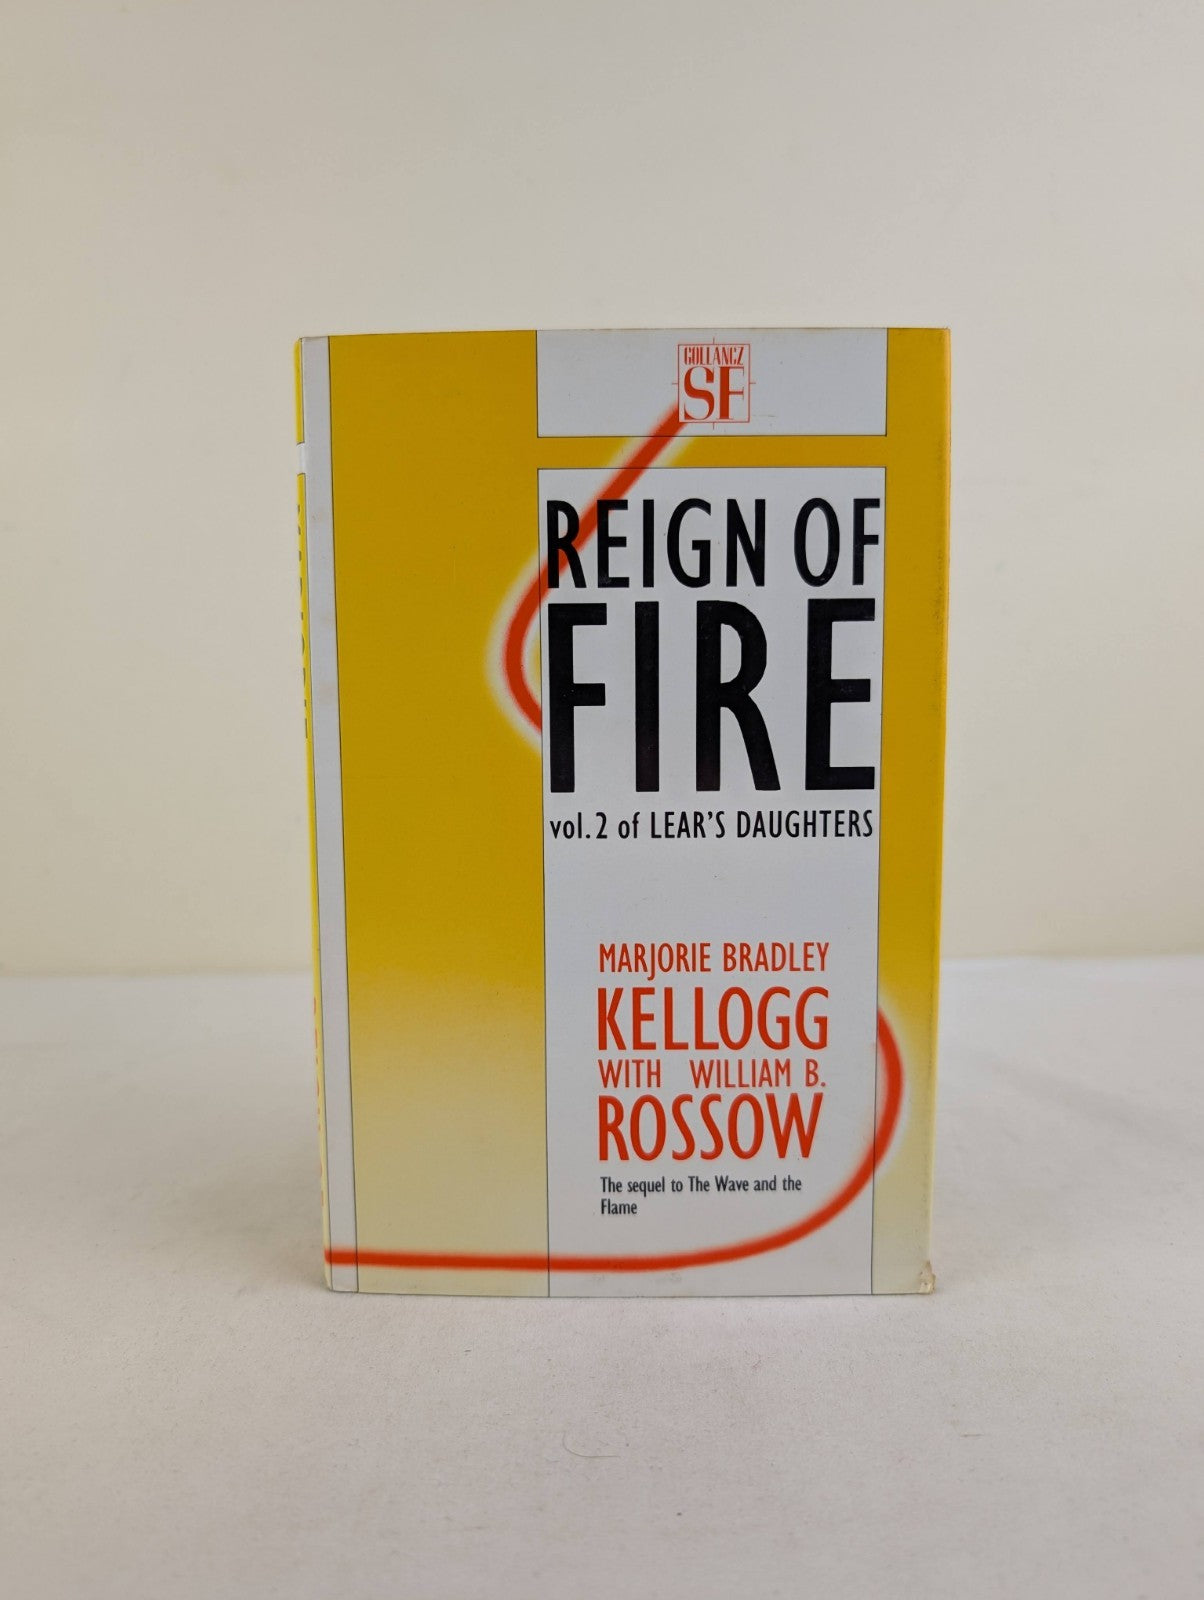 GOLLANCZ
SF
REIGN OF
FIRE
vol. 2 of LEAR'S DAUGHTERS
MARJORIE BRADLEY
KELLOGG
WITH WILLIAM B.
ROSSOW
The sequel to The Wave and the
Flame